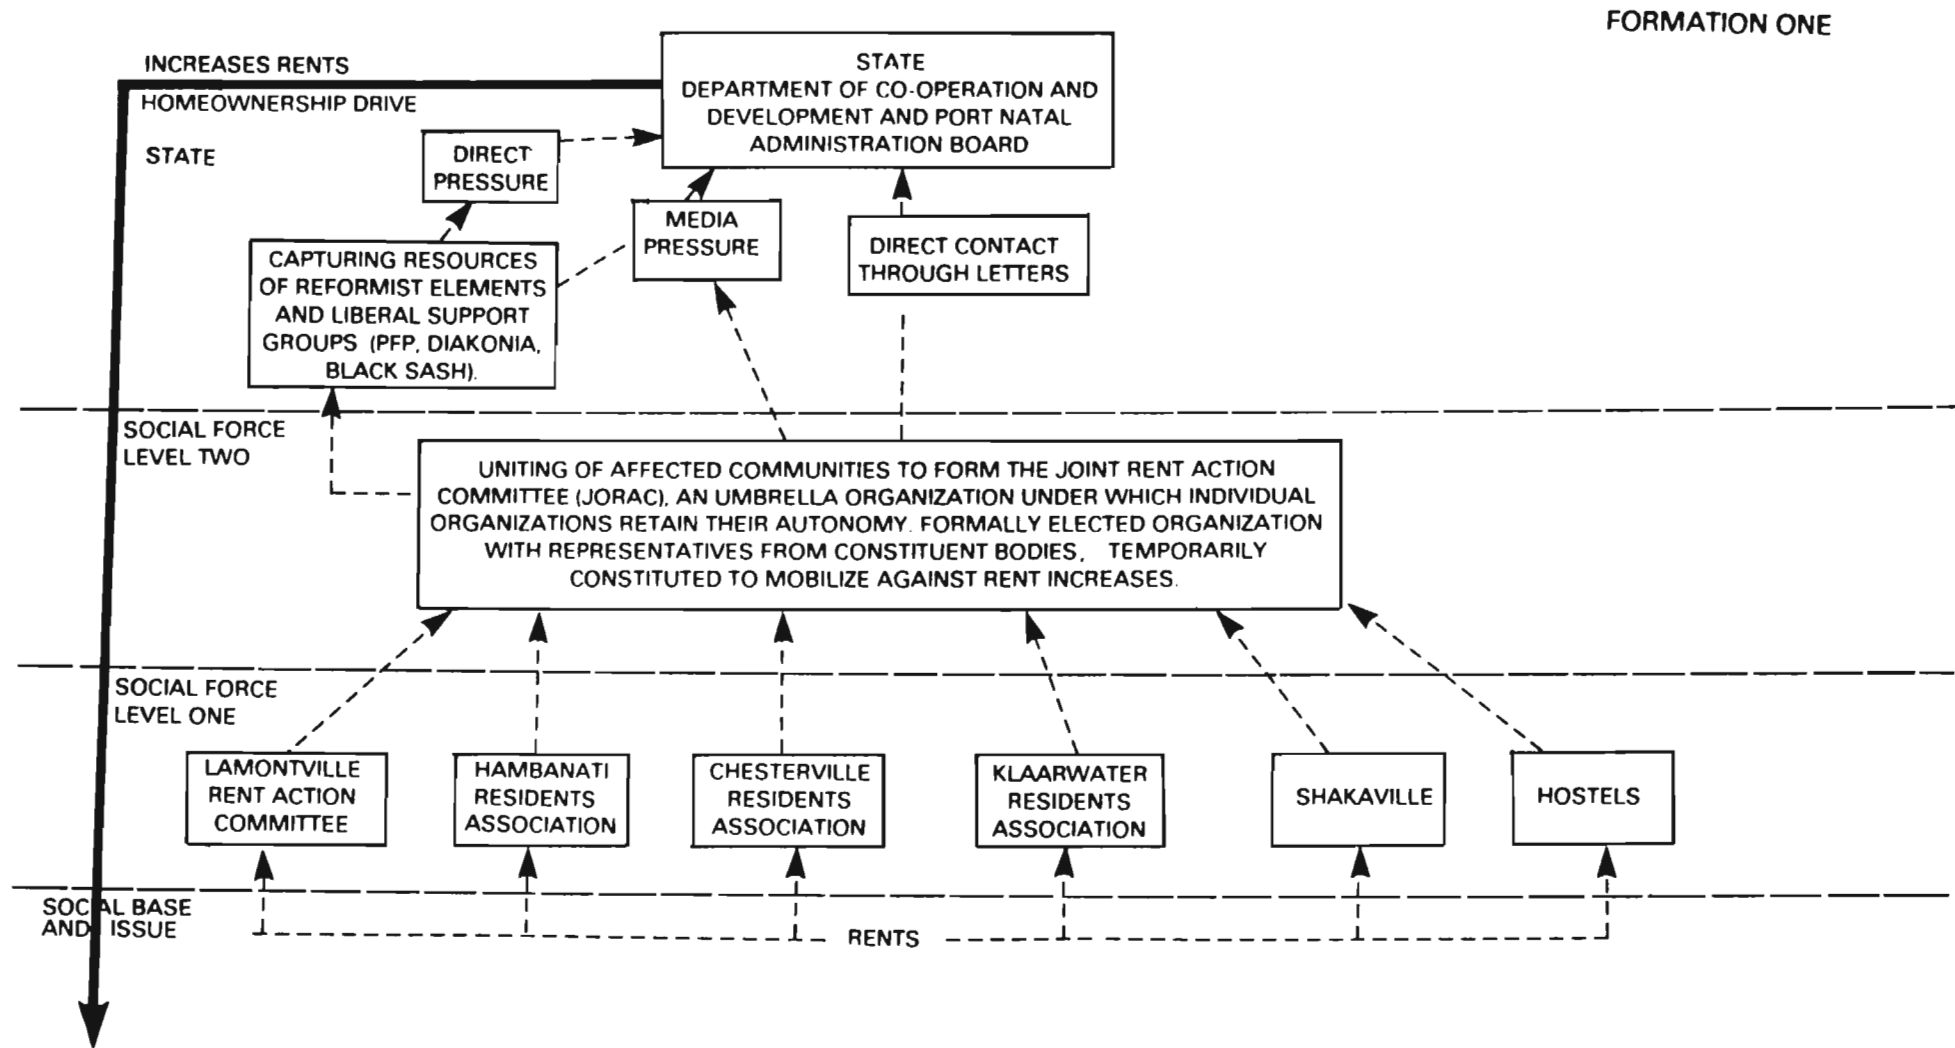 FORMATION ONE
INCREASES RENTS
HOMEOWNERSHIP DRIVE
STATE
STATE
DEPARTMENT OF CO-OPERATION AND
DEVELOPMENT AND PORT NATAL
ADMINISTRATION BOARD
DIRECT
PRESSURE
MEDIA
PRESSURE
DIRECT CONTACT
THROUGH LETTERS
CAPTURING RESOURCES
OF REFORMIST ELEMENTS
AND LIBERAL SUPPORT
GROUPS (PFP, DIAKONIA,
BLACK SASH).
SOCIAL FORCE
LEVEL TWO
UNITING OF AFFECTED COMMUNITIES TO FORM THE JOINT RENT ACTION
COMMITTEE (JORAC), AN UMBRELLA ORGANIZATION UNDER WHICH INDIVIDUAL
ORGANIZATIONS RETAIN THEIR AUTONOMY. FORMALLY ELECTED ORGANIZATION
WITH REPRESENTATIVES FROM CONSTITUENT BODIES, TEMPORARILY
CONSTITUTED TO MOBILIZE AGAINST RENT INCREASES.
SOCIAL FORCE
LEVEL ONE
LAMONTVILLE
RENT ACTION
COMMITTEE
HAMBANATI
RESIDENTS
ASSOCIATION
CHESTERVILLE
RESIDENTS
ASSOCIATION
KLAARWATER
RESIDENTS
ASSOCIATION
SHAKAVILLE
HOSTELS
SOCIAL BASE
AND ISSUE
RENTS